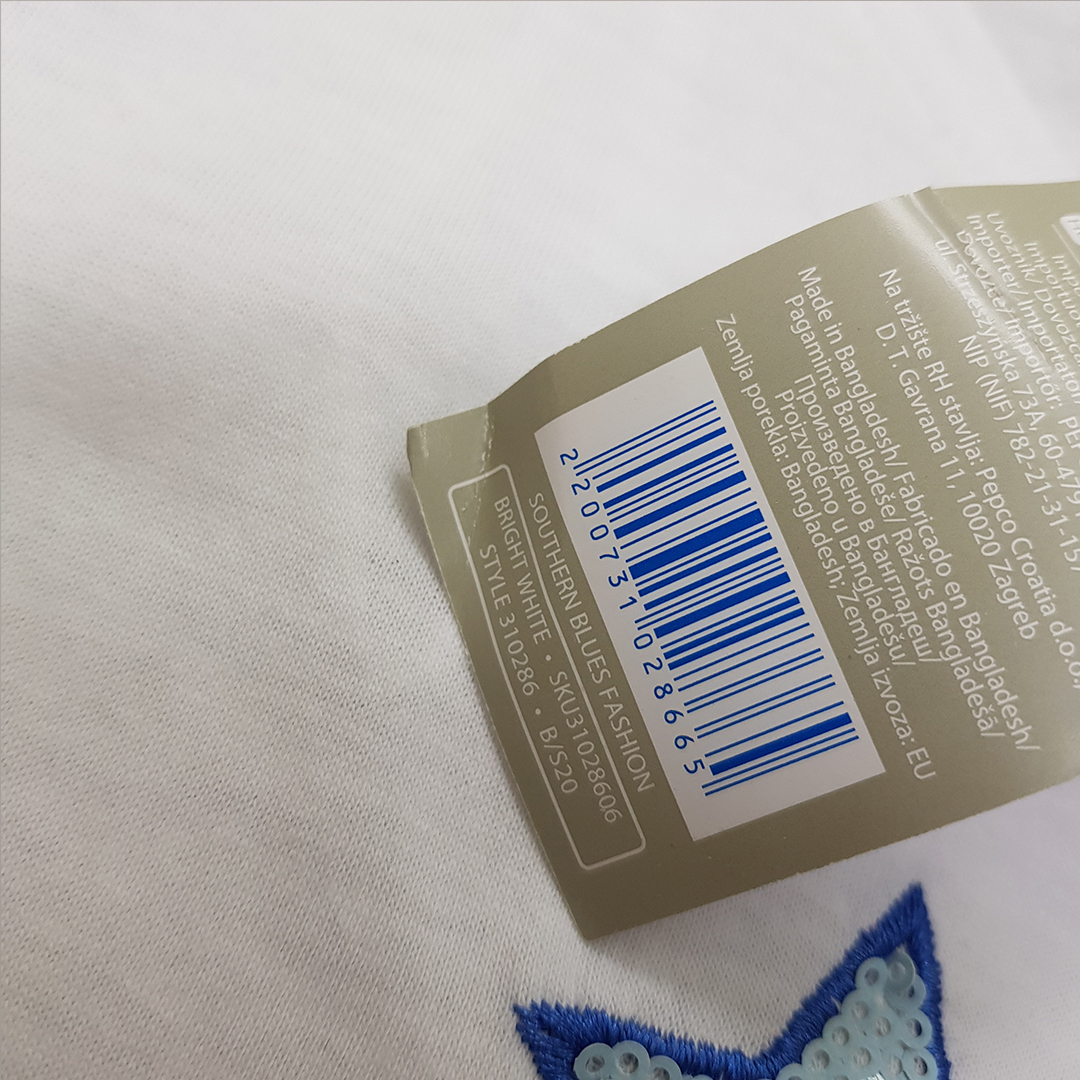 Uvoznik/ Dovozca
Importer/ Importator/
Dovozce/ Importőr:
ul. Strzeszyńska 73A, 60-479
NIP (NIF) 782-21-31-157
Na tržište RH stavlja: Pepco Croatia d.o.o.,
D. T. Gavrana 11, 10020 Zagreb
Made in Bangladesh/ Fabricado en Bangladesh/
Pagaminta Bangladeše/ Ražots Bangladešā/
Произведено в Бангладеш/
Proizvedeno u Bangladešu/
Zemlja porekla: Bangladesh; Zemlja izvoza: EU
2200731028665
SOUTHERN BLUES FASHION
BRIGHT WHITE • SKU31028606
STYLE 310286 • B/S20